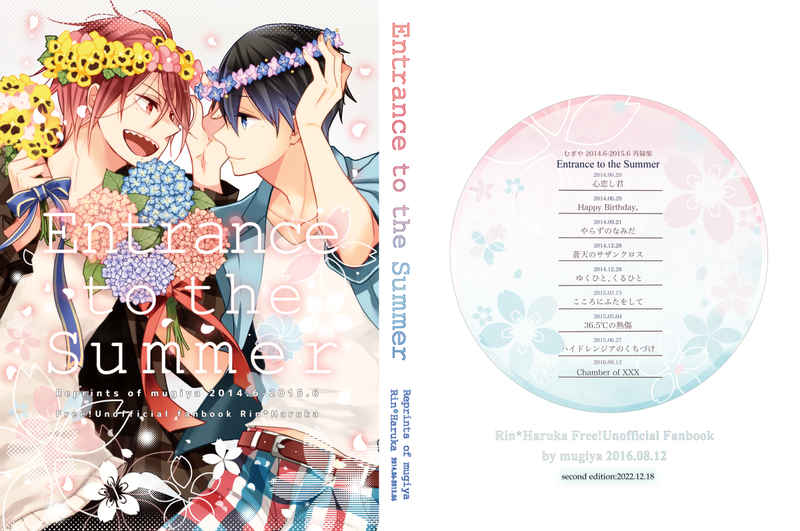 Entrance
to the
Summer
Reprints of mugiya 2014.6-2015.6
Free!Unofficial fanbook Rin*Haruka
Entrance to the Summer
Reprints of mugiya
Rin*Haruka 2014.06-2015.06
むぎや 2014.6-2015.6 再録集
Entrance to the Summer
2014.06.29
心恋し君
2014.06.29
Happy Birthday,
2014.09.21
やらずのなみだ
2014.12.28
蒼天のサザンクロス
2014.12.28
ゆくひと、くるひと
2015.03.15
こころにふたをして
2015.05.04
36.5℃の熱傷
2015.06.27
ハイドレンジアのくちづけ
2016.08.12
Chamber of XXX
Rin*Haruka Free!Unofficial Fanbook
by mugiya 2016.08.12
second edition:2022.12.18